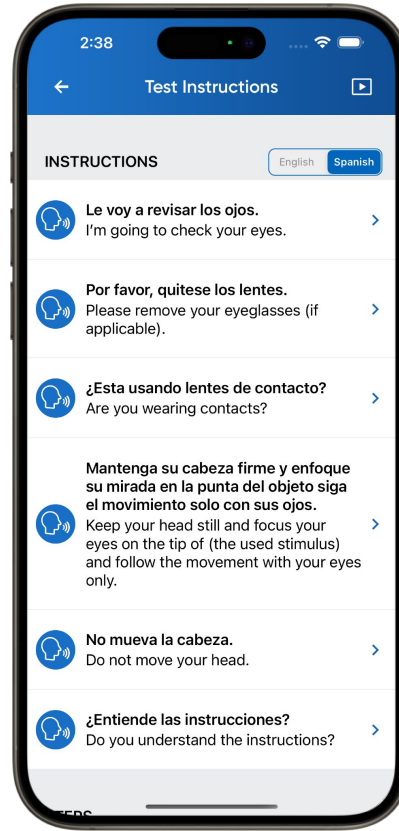 2:38
Test Instructions
INSTRUCTIONS
English Spanish
Le voy a revisar los ojos.
I'm going to check your eyes.
Por favor, quitese los lentes.
Please remove your eyeglasses (if
applicable).
¿Esta usando lentes de contacto?
Are you wearing contacts?
Mantenga su cabeza firme y enfoque
su mirada en la punta del objeto siga
el movimiento solo con sus ojos.
Keep your head still and focus your
eyes on the tip of (the used stimulus)
and follow the movement with your eyes
only.
No mueva la cabeza.
Do not move your head.
¿Entiende las instrucciones?
Do you understand the instructions?